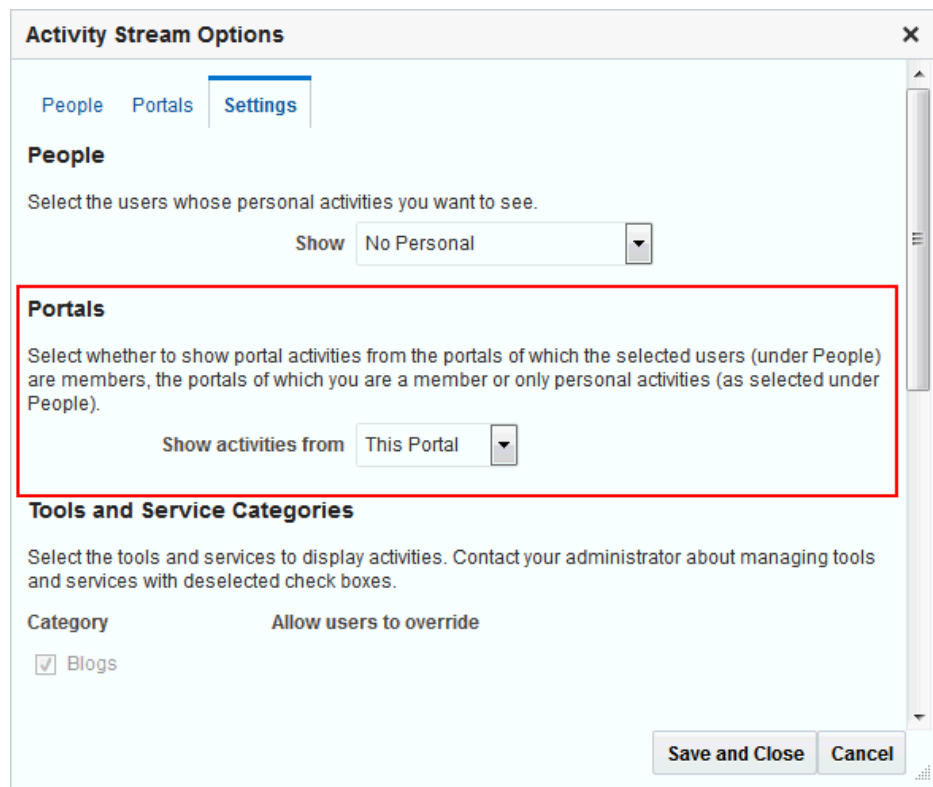 Activity Stream Options
People Portals Settings
People
Select the users whose personal activities you want to see.
Show No Personal
Portals
Select whether to show portal activities from the portals of which the selected users (under People)
are members, the portals of which you are a member or only personal activities (as selected under
People).
Show activities from This Portal
Tools and Service Categories
Select the tools and services to display activities. Contact your administrator about managing tools
and services with deselected check boxes.
Category Allow users to override
Blogs
Save and Close Cancel